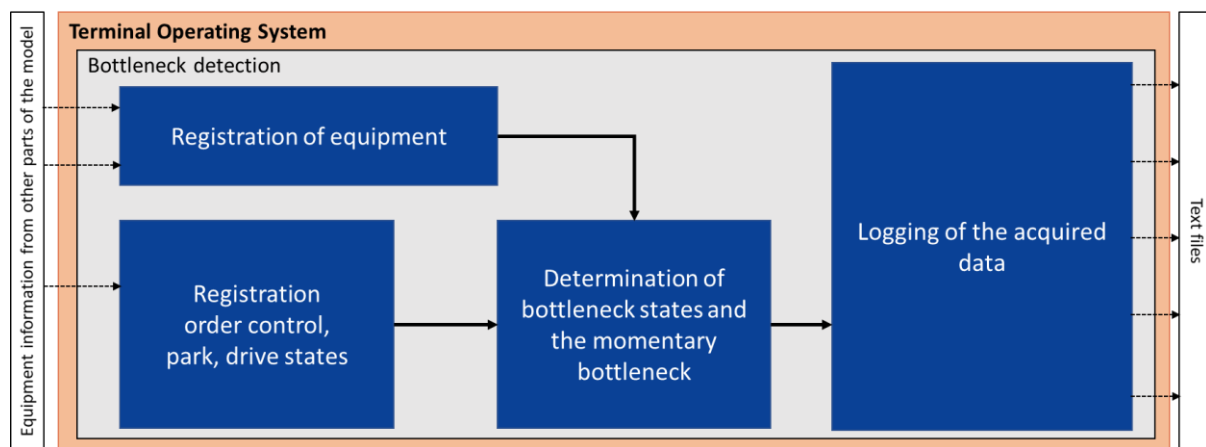 Equipment information from other parts of the model
Terminal Operating System
Bottleneck detection
Registration of equipment
Registration
order control,
park, drive states
Determination of
bottleneck states and
the momentary
bottleneck
Logging of the acquired
data
Text files